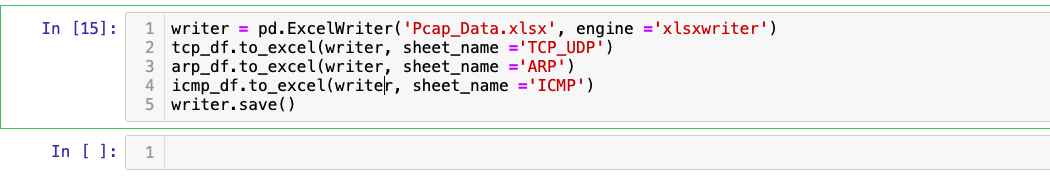 In [15]:
1 writer = pd.ExcelWriter('Pcap_Data.xlsx', engine ='xlsxwriter')
2 tcp_df.to_excel(writer, sheet_name ='TCP_UDP')
3 arp_df.to_excel(writer, sheet_name ='ARP')
4 icmp_df.to_excel(writer, sheet_name ='ICMP')
5 writer.save()
In [ ]:
1